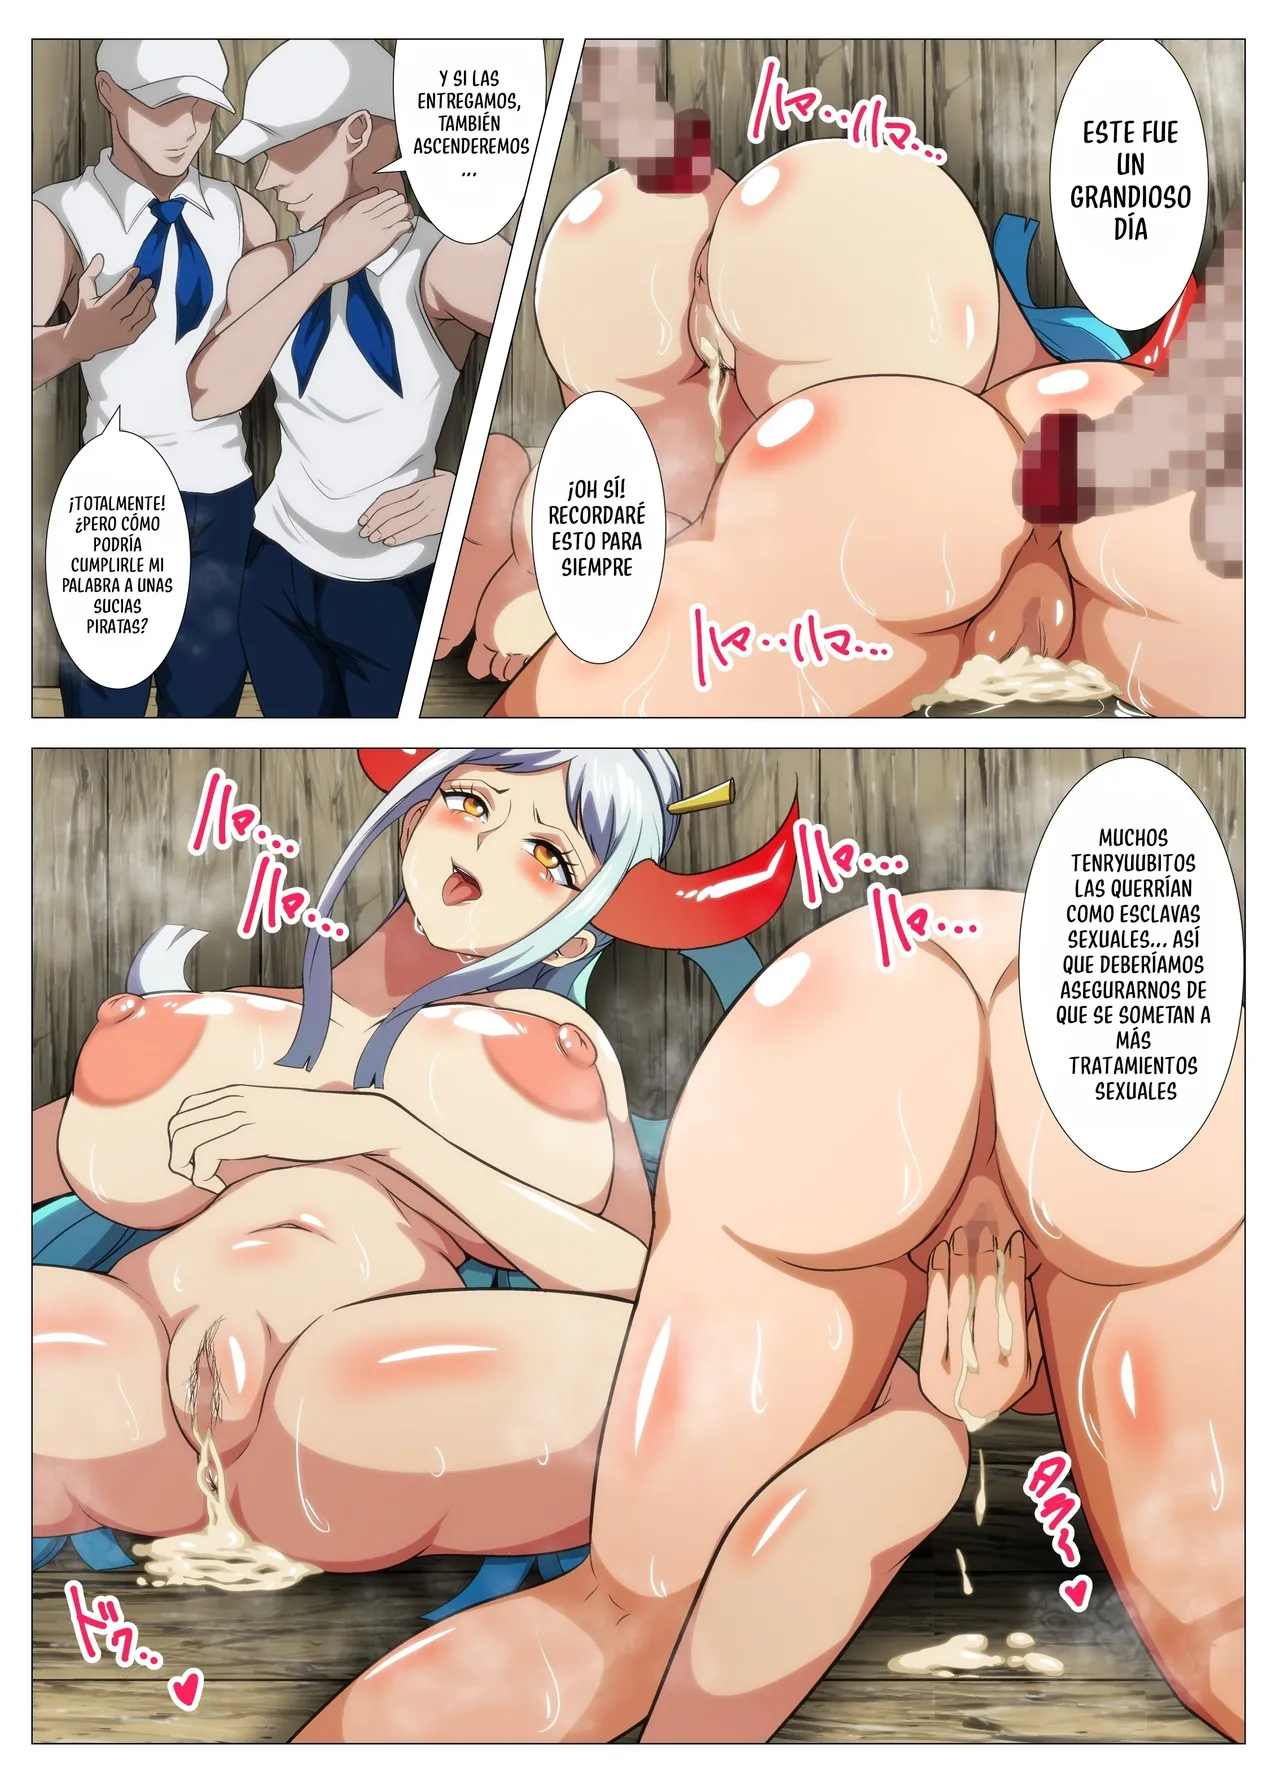 Y SI LAS
ENTREGAMOS,
TAMBIÉN
ASCENDEREMOS
...
¡TOTALMENTE!
¿PERO CÓMO
PODRÍA
CUMPLIRLE MI
PALABRA A UNAS
SUCIAS
PIRATAS?
ESTE FUE
UN
GRANDIOSO
DÍA
ハァ・・ハァ...
¡OH SÍ!
RECORDARÉ
ESTO PARA
SIEMPRE
ハァ・・ハァ...
ハァ...
ハァ...
ハァ...
ハァ...
MUCHOS
TENRYUUBITOS
LAS QUERRÍAN
COMO ESCLAVAS
SEXUALES... ASÍ
QUE DEBERÍAMOS
ASEGURARNOS DE
QUE SE SOMETAN A
MÁS
TRATAMIENTOS
SEXUALES
ドク..